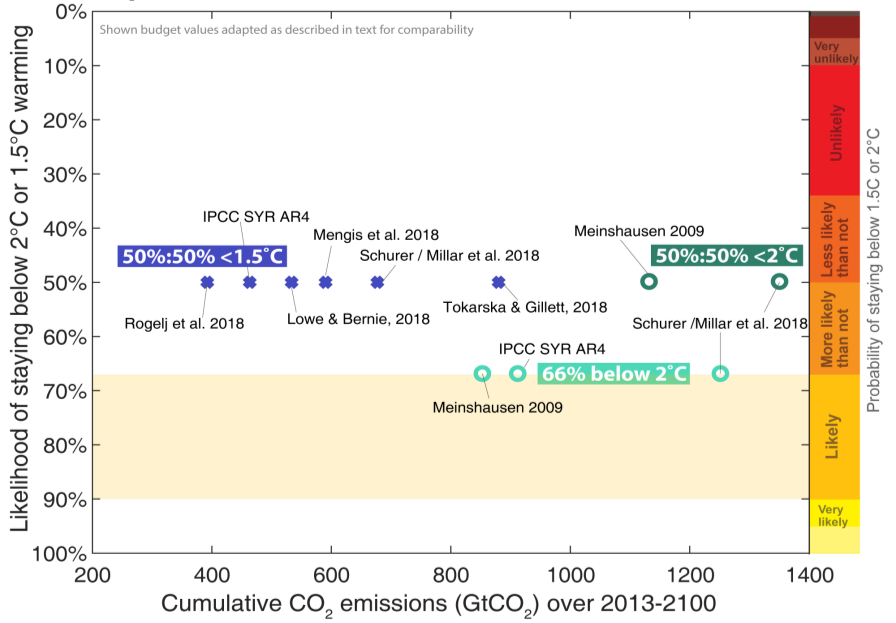 0%
10%
20%
30%
40%
50%
60%
70%
80%
90%
100%
Likelihood of staying below 2°C or 1.5°C warming
Shown budget values adapted as described in text for comparability
IPCC SYR AR4
50%:50% <1.5°C
Mengis et al. 2018
Schurer / Millar et al. 2018
Meinshausen 2009
50%:50% <2°C
Rogelj et al. 2018
Lowe & Bernie, 2018
Tokarska & Gillett, 2018
Schurer /Millar et al. 2018
IPCC SYR AR4
66% below 2°C
Meinshausen 2009
200
400
600
800
1000
1200
1400
Cumulative CO2 emissions (GtCO2) over 2013-2100
Very
unlikely
Unlikely
Less likely
than not
More likely
than not
Likely
Very
likely
Probability of staying below 1.5C or 2°C